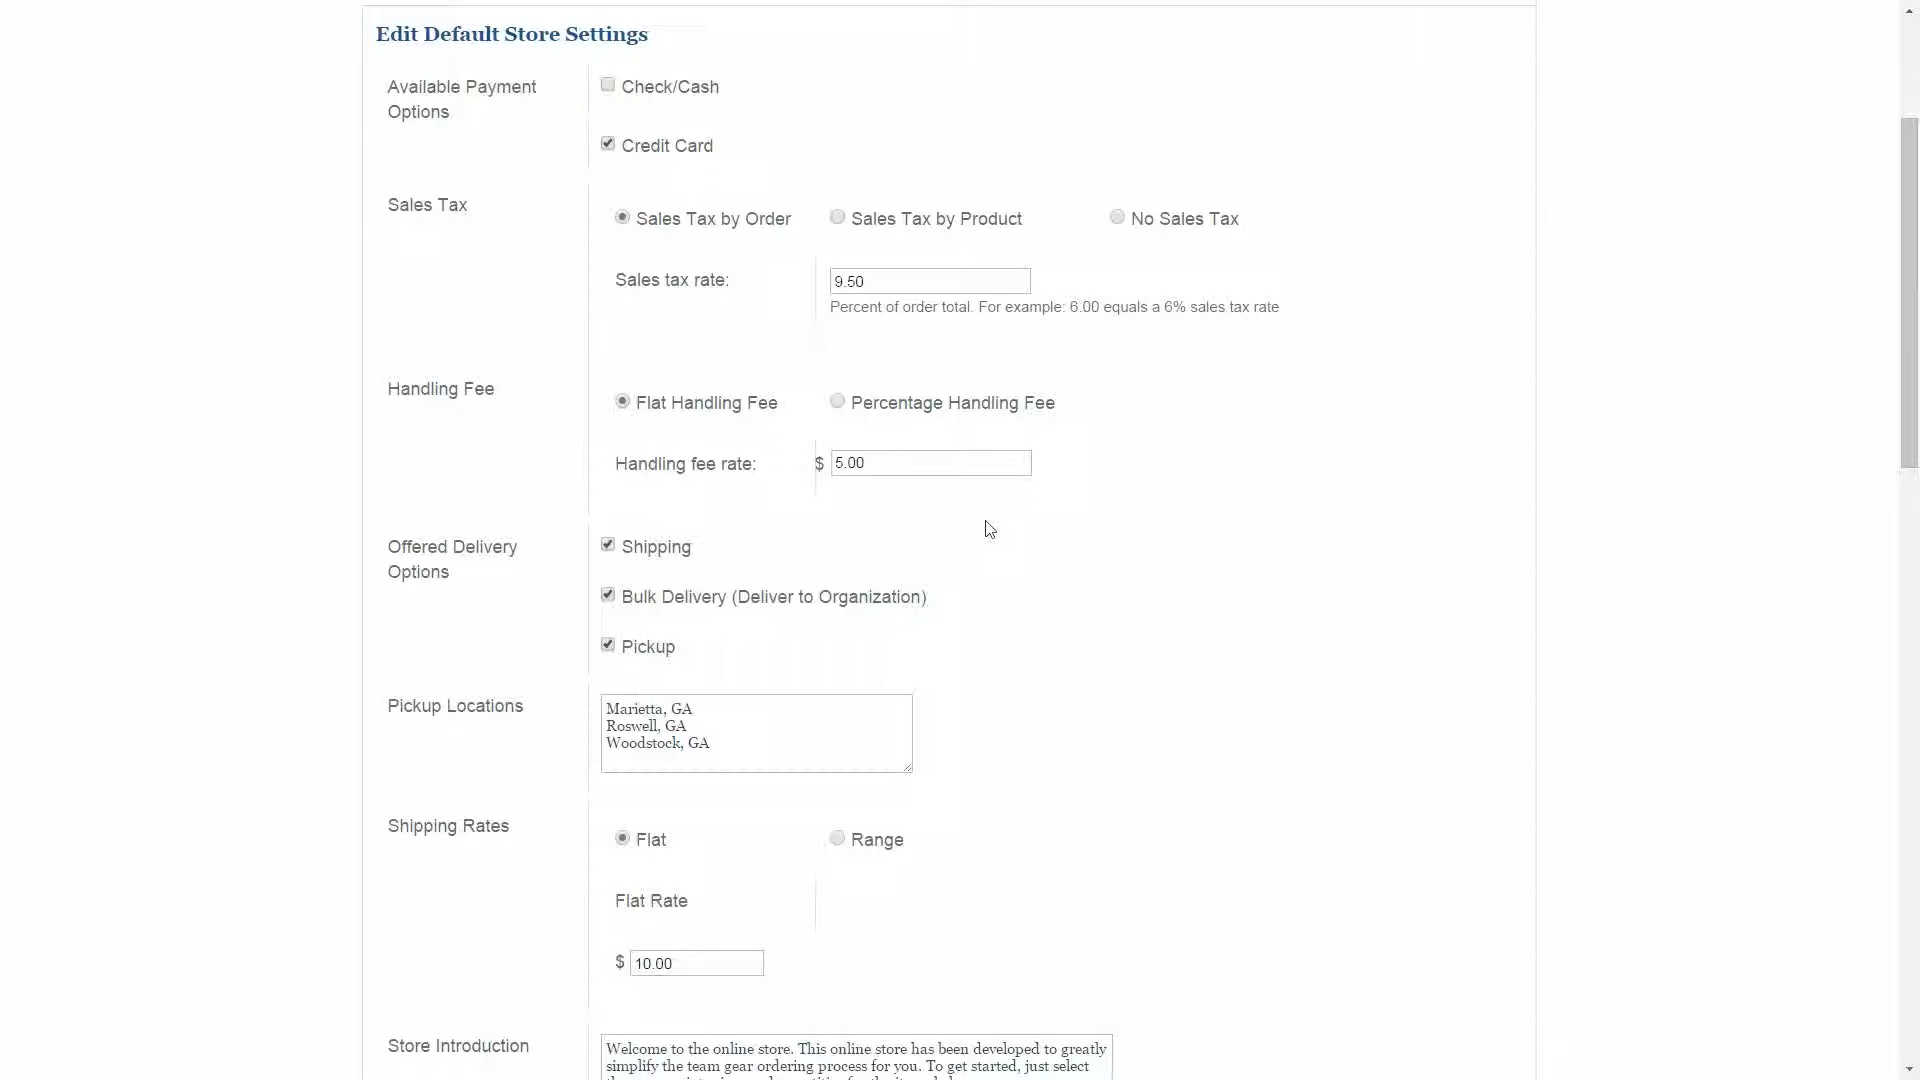 Edit Default Store Settings
Available Payment
Options
Check/Cash
Credit Card
Sales Tax
Sales Tax by Order
Sales Tax by Product
No Sales Tax
Sales tax rate:
9.50
Percent of order total. For example: 6.00 equals a 6% sales tax rate
Handling Fee
Flat Handling Fee
Percentage Handling Fee
Handling fee rate:
$ 5.00
Offered Delivery
Options
Shipping
Bulk Delivery (Deliver to Organization)
Pickup
Pickup Locations
Marietta, GA
Roswell, GA
Woodstock, GA
Shipping Rates
Flat
Range
Flat Rate
$ 10.00
Store Introduction
Welcome to the online store. This online store has been developed to greatly
simplify the team gear ordering process for you. To get started, just select